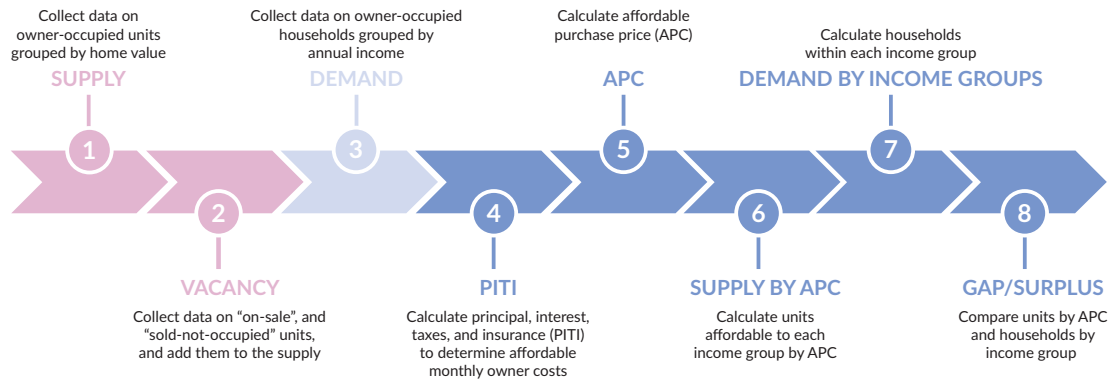 Collect data on
owner-occupied units
grouped by home value
SUPPLY
1
2
VACANCY
Collect data on “on-sale”, and
“sold-not-occupied” units,
and add them to the supply
Collect data on owner-occupied
households grouped by
annual income
DEMAND
3
4
PITI
Calculate principal, interest,
taxes, and insurance (PITI)
to determine affordable
monthly owner costs
Calculate affordable
purchase price (APC)
APC
5
6
SUPPLY BY APC
Calculate units
affordable to each
income group by APC
Calculate households
within each income group
DEMAND BY INCOME GROUPS
7
8
GAP/SURPLUS
Compare units by APC
and households by
income group